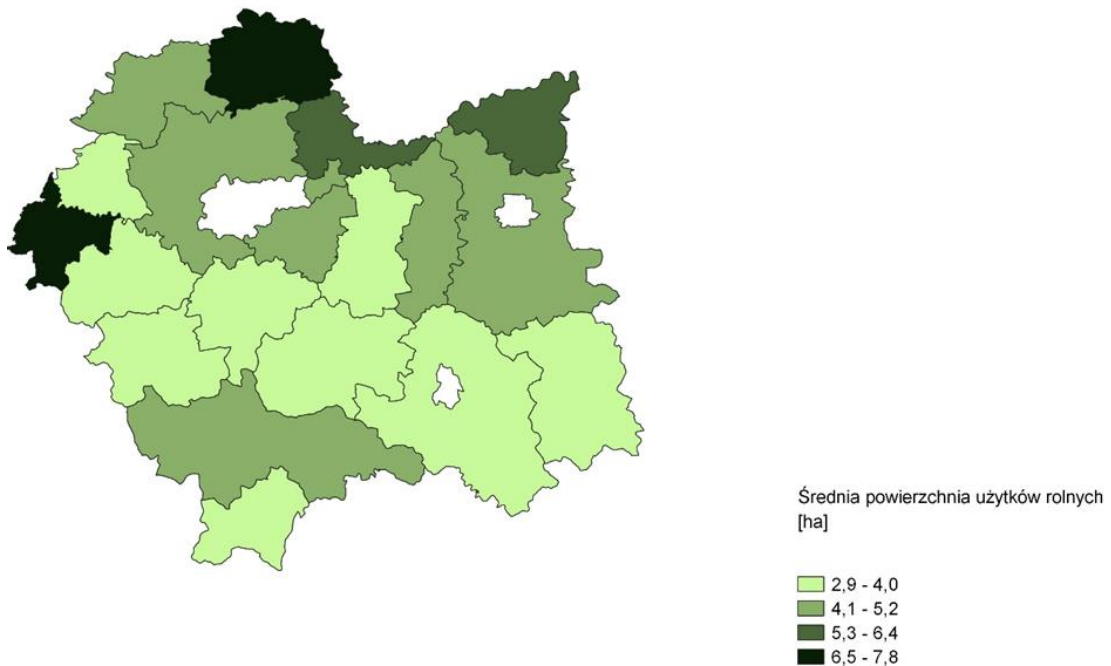 Średnia powierzchnia użytków rolnych
[ha]
2,9 - 4,0
4,1 - 5,2
5,3 - 6,4
6,5 - 7,8